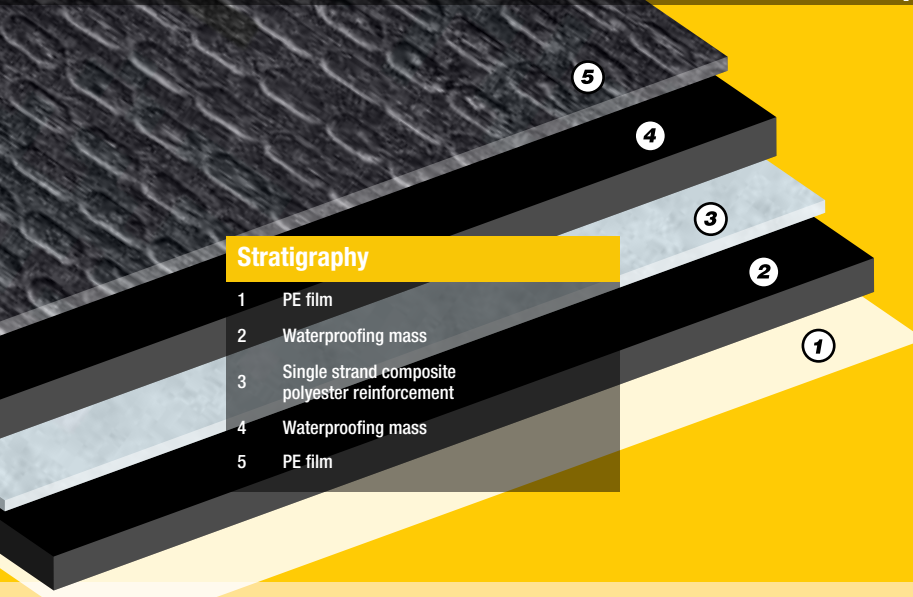 5
4
3
2
1
Stratigraphy
1 PE film
2 Waterproofing mass
3 Single strand composite
polyester reinforcement
4 Waterproofing mass
5 PE film